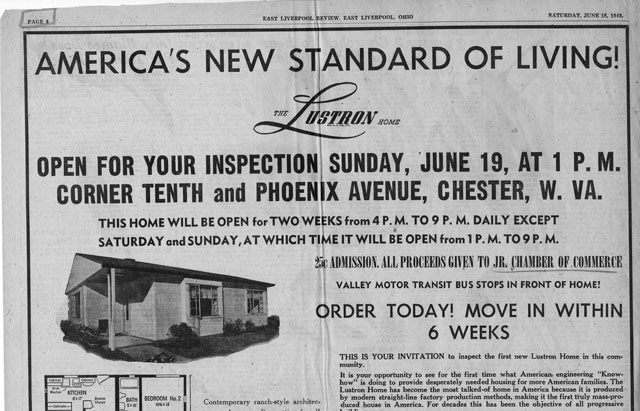 PAGE 8
EAST LIVERPOOL REVIEW, EAST LIVERPOOL, OHIO
SATURDAY, JUNE 18, 1949.
AMERICA'S NEW STANDARD OF LIVING!
THE LUSTRON HOME
OPEN FOR YOUR INSPECTION SUNDAY, JUNE 19, AT 1 P. M.
CORNER TENTH and PHOENIX AVENUE, CHESTER, W. VA.
THIS HOME WILL BE OPEN for TWO WEEKS from 4 P. M. TO 9 P. M. DAILY EXCEPT
SATURDAY and SUNDAY, AT WHICH TIME IT WILL BE OPEN from 1 P. M. TO 9 P. M.
25c ADMISSION. ALL PROCEEDS GIVEN TO JR. CHAMBER OF COMMERCE
VALLEY MOTOR TRANSIT BUS STOPS IN FRONT OF HOME!
ORDER TODAY! MOVE IN WITHIN
6 WEEKS
THIS IS YOUR INVITATION to inspect the first new Lustron Home in this com-
munity.
It is your opportunity to see for the first time what American engineering "Know-
how" is doing to provide desperately needed housing for more American families. The
Lustron Home has become the most talked-of home in America because it is produced
by modern straight-line factory production methods, making it the first truly mass-pro-
duced house in America. For decades this has been the objective of all progressive
KITCHEN
BATH
BEDROOM No. 2
Contemporary ranch-style architec-